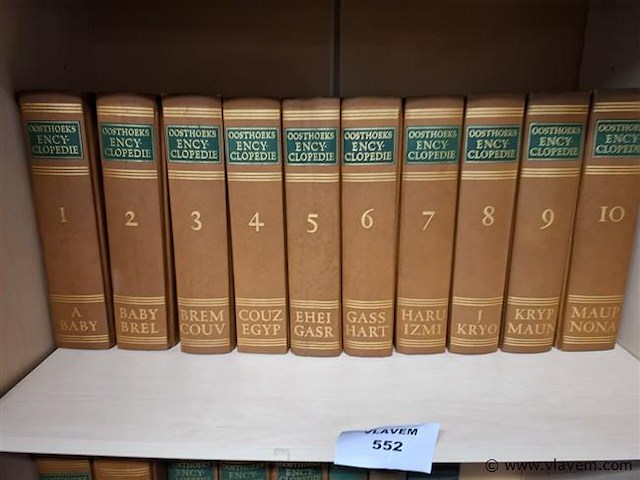 OOSTHOEKS
ENCY-
CLOPEDIE
1
A
BABY
OOSTHOEKS
ENCY-
CLOPEDIE
2
BABY
BREL
OOSTHOEKS
ENCY-
CLOPEDIE
3
BREM
COUV
OOSTHOEKS
ENCY-
CLOPEDIE
4
COUZ
EGYP
OOSTHOEKS
ENCY-
CLOPEDIE
5
EHEI
GASR
OOSTHOEKS
ENCY-
CLOPEDIE
6
GASS
HART
OOSTHOEKS
ENCY-
CLOPEDIE
7
HARU
IZMI
OOSTHOEKS
ENCY-
CLOPEDIE
8
J
KRYO
OOSTHOEKS
ENCY-
CLOPEDIE
9
KRYP
MAUN
OOSTHOEKS
ENCY-
CLOPEDIE
10
MAUP
NONA
VLAVEM
552
© www.vlavem.com